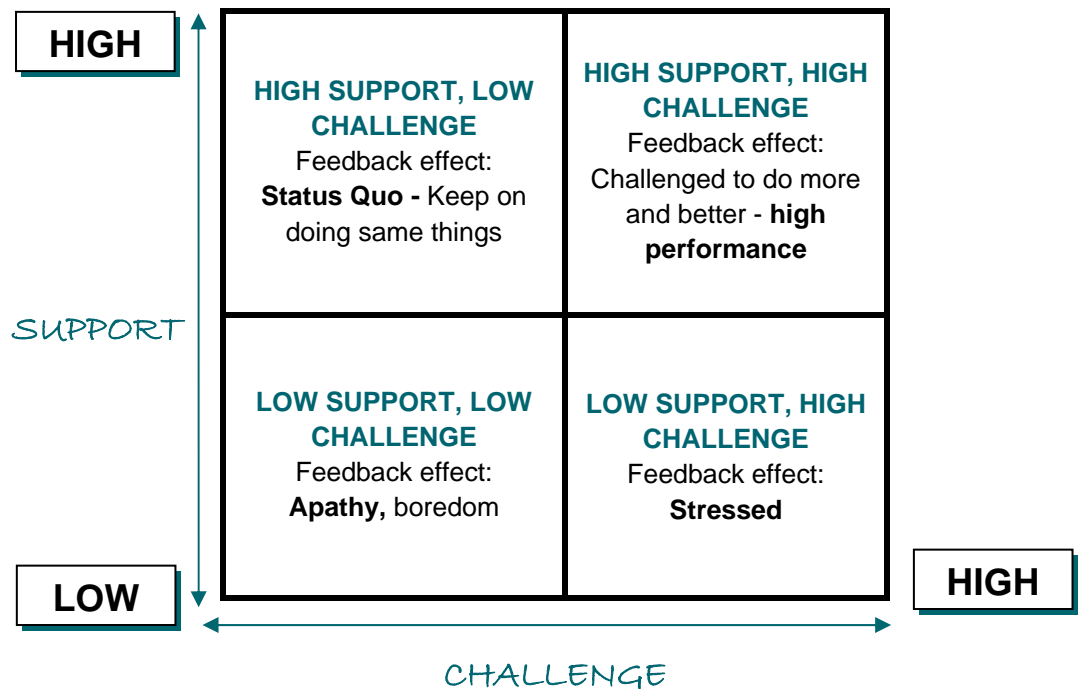 HIGH
HIGH SUPPORT, LOW
CHALLENGE
Feedback effect:
Status Quo - Keep on
doing same things
HIGH SUPPORT, HIGH
CHALLENGE
Feedback effect:
Challenged to do more
and better - high
performance
SUPPORT
LOW SUPPORT, LOW
CHALLENGE
Feedback effect:
Apathy, boredom
LOW SUPPORT, HIGH
CHALLENGE
Feedback effect:
Stressed
LOW
HIGH
CHALLENGE